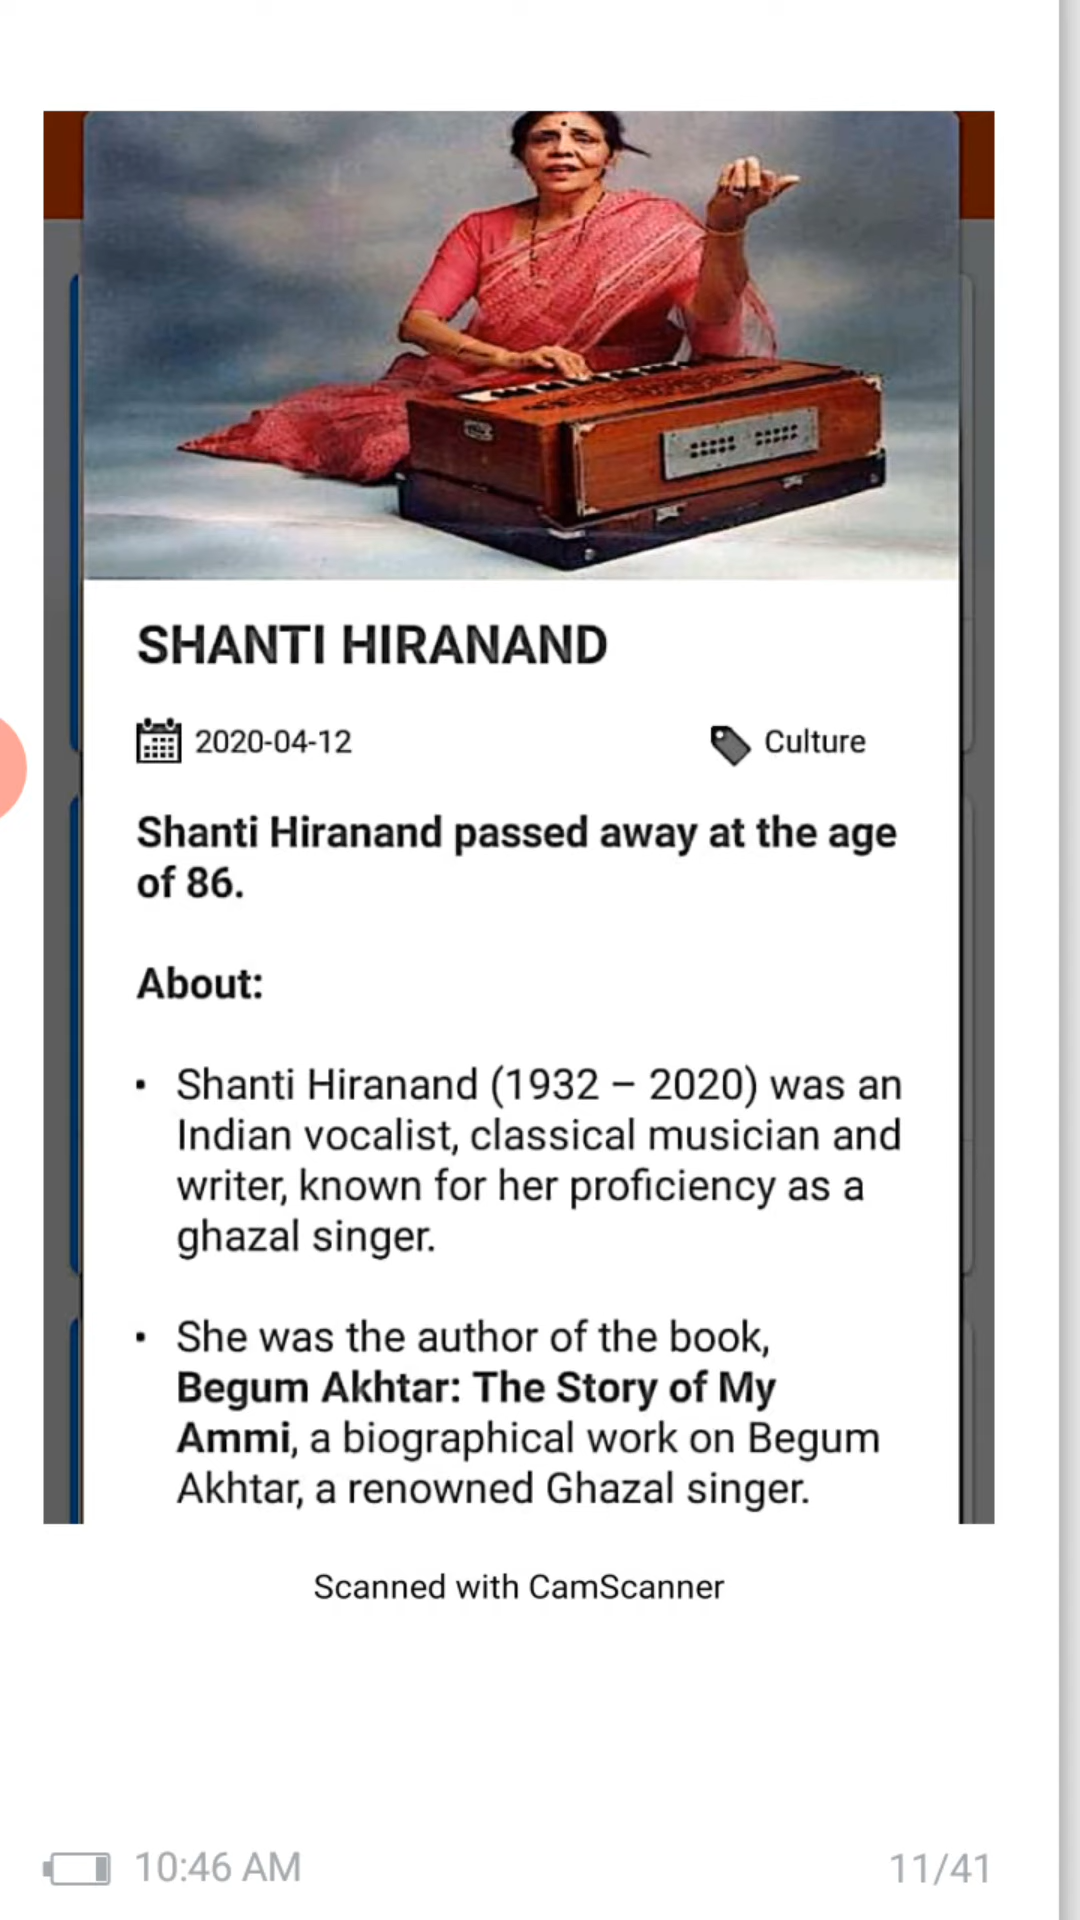 SHANTI HIRANAND
2020-04-12
Culture
Shanti Hiranand passed away at the age
of 86.
About:
• Shanti Hiranand (1932 – 2020) was an
Indian vocalist, classical musician and
writer, known for her proficiency as a
ghazal singer.
• She was the author of the book,
Begum Akhtar: The Story of My
Ammi, a biographical work on Begum
Akhtar, a renowned Ghazal singer.
Scanned with CamScanner
10:46 AM
11/41